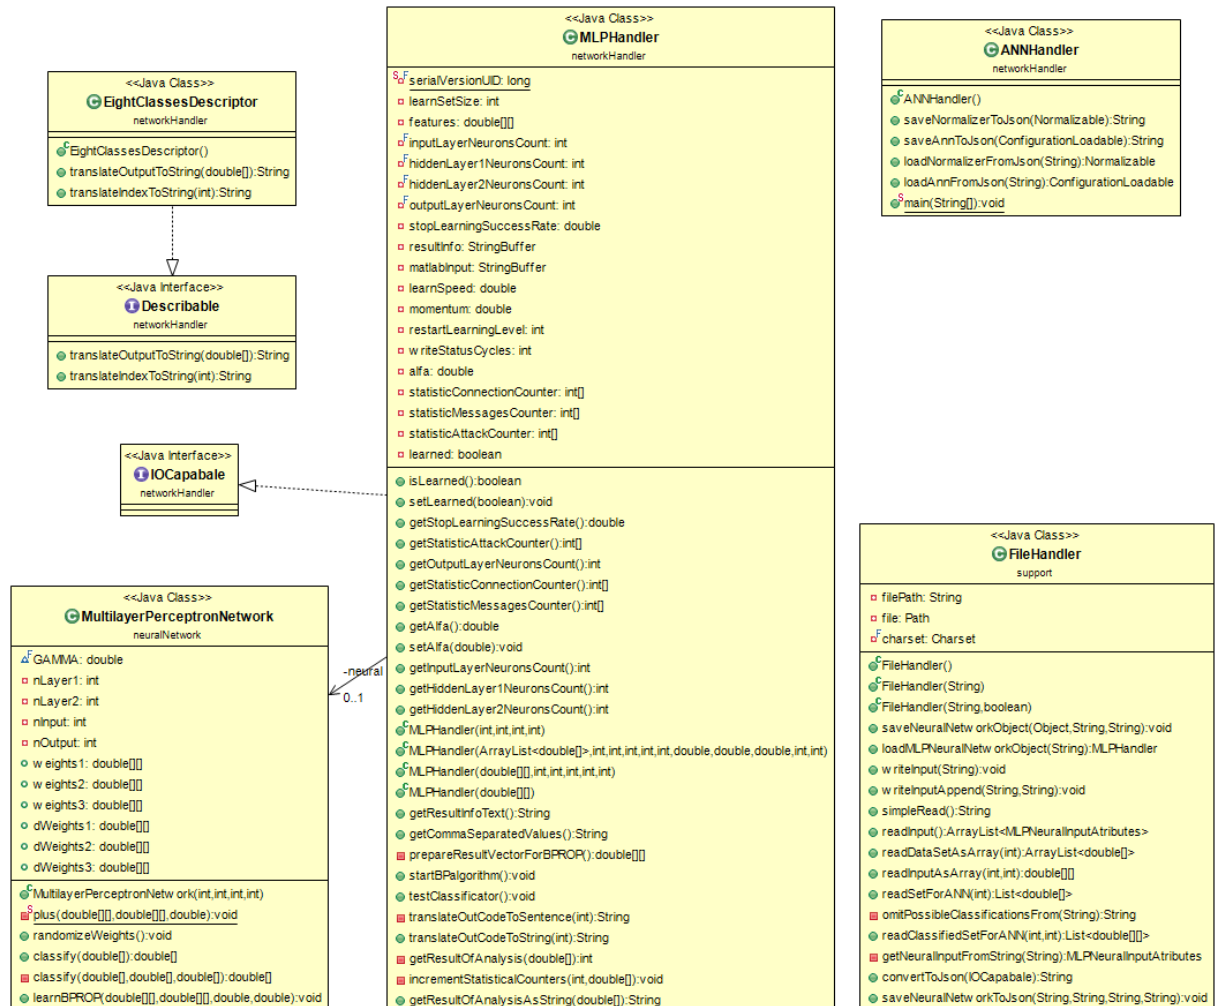 <<Java Class>>
EightClassesDescriptor
networkHandler
EightClassesDescriptor()
translateOutputToString(double[]):String
translateIndexToString(int):String
<<Java Interface>>
Describable
networkHandler
translateOutputToString(double[]):String
translateIndexToString(int):String
<<Java Interface>>
IOCapabale
networkHandler
<<Java Class>>
MultilayerPerceptronNetwork
neuralNetwork
GAMMA: double
nLayer1: int
nLayer2: int
nInput: int
nOutput: int
weights1: double[][]
weights2: double[][]
weights3: double[][]
dWeights1: double[][]
dWeights2: double[][]
dWeights3: double[][]
MultilayerPerceptronNetwork(int,int,int,int)
plus(double[][],double[][],double):void
randomizeWeights():void
classify(double[]):double[]
classify(double[],double[],double[]):double[]
learnBPROP(double[][],double[][],double,double):void
-neural
0..1
<<Java Class>>
MLPHandler
networkHandler
serialVersionUID: long
learnSetSize: int
features: double[][]
inputLayerNeuronsCount: int
hiddenLayer1NeuronsCount: int
hiddenLayer2NeuronsCount: int
outputLayerNeuronsCount: int
stopLearningSuccessRate: double
resultInfo: StringBuffer
matlabInput: StringBuffer
learnSpeed: double
momentum: double
restartLearningLevel: int
writeStatusCycles: int
alfa: double
statisticConnectionCounter: int[]
statisticMessagesCounter: int[]
statisticAttackCounter: int[]
learned: boolean
isLearned():boolean
setLearned(boolean):void
getStopLearningSuccessRate():double
getStatisticAttackCounter():int[]
getOutputLayerNeuronsCount():int
getStatisticConnectionCounter():int[]
getStatisticMessagesCounter():int[]
getAlfa():double
setAlfa(double):void
getInputLayerNeuronsCount():int
getHiddenLayer1NeuronsCount():int
getHiddenLayer2NeuronsCount():int
MLPHandler(int,int,int,int)
MLPHandler(ArrayList<double[]>,int,int,int,int,int,double,double,double,int,int)
MLPHandler(double[][],int,int,int,int,int)
MLPHandler(double[][])
getResultInfoText():String
getCommaSeparatedValues():String
prepareResultVectorForBPROP():double[][]
startBPalgorithm():void
testClassificator():void
translateOutCodeToSentence(int):String
translateOutCodeToString(int):String
getResultOfAnalysis(double[]):int
incrementStatisticalCounters(int,double[]):void
getResultOfAnalysisAsString(double[]):String
<<Java Class>>
ANNHandler
networkHandler
ANNHandler()
saveNormalizerToJson(Normalizable):String
saveAnnToJson(ConfigurationLoadable):String
loadNormalizerFromJson(String):Normalizable
loadAnnFromJson(String):ConfigurationLoadable
main(String[]):void
<<Java Class>>
FileHandler
support
filePath: String
file: Path
charset: Charset
FileHandler()
FileHandler(String)
FileHandler(String,boolean)
saveNeuralNetworkObject(Object,String,String):void
loadMLPNeuralNetworkObject(String):MLPHandler
writeInput(String):void
writeInputAppend(String,String):void
simpleRead():String
readInput():ArrayList<MLPNeuralInputAtributes>
readDataSetAsArray(int):ArrayList<double[]>
readInputAsArray(int,int):double[][]
readSetForANN(int):List<double[]>
omitPossibleClassificationsFrom(String):String
readClassifiedSetForANN(int,int):List<double[][]>
getNeuralInputFromString(String):MLPNeuralInputAtributes
convertToJson(IOCapabale):String
saveNeuralNetworkToJson(String,String,String,String):void